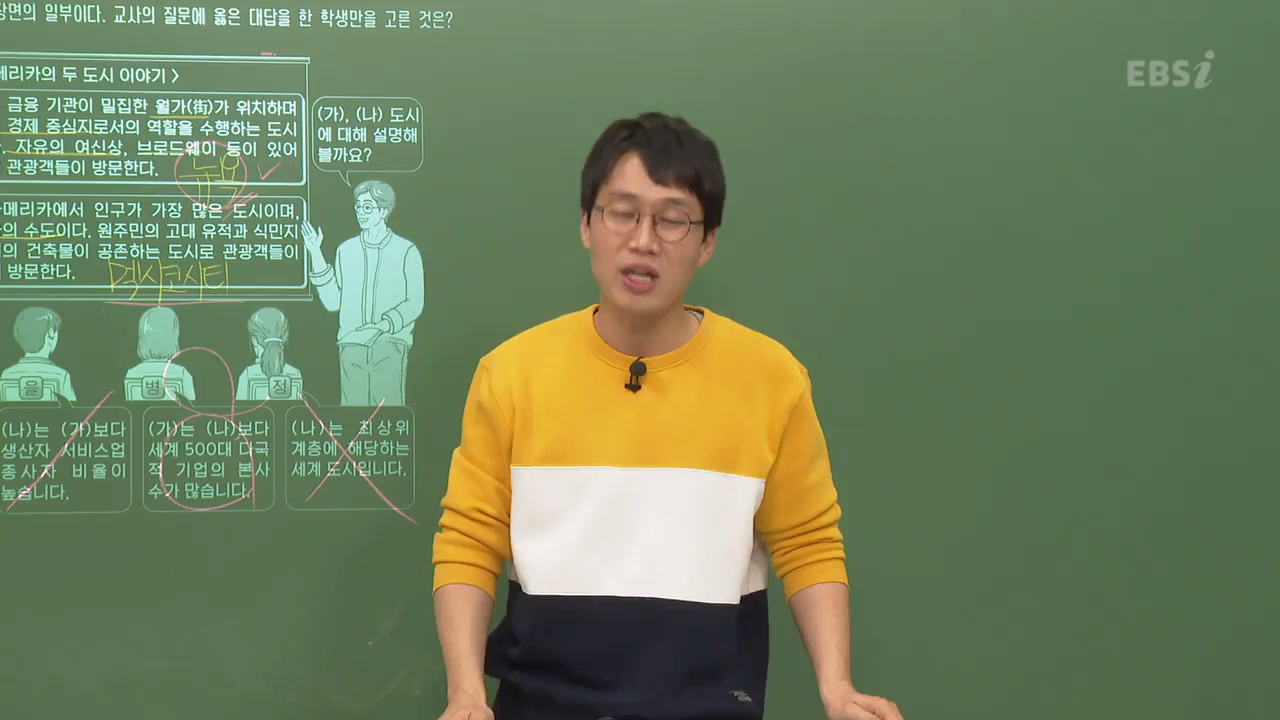 장면의 일부이다. 교사의 질문에 옳은 대답을 한 학생만을 고른 것은?
EBSi
메리카의 두 도시 이야기 >
금융 기관이 밀집한 월가(街)가 위치하며
경제 중심지로서의 역할을 수행하는 도시
자유의 여신상, 브로드웨이 등이 있어
관광객들이 방문한다.
뉴욕
(가), (나) 도시
에 대해 설명해
볼까요?
메리카에서 인구가 가장 많은 도시이며,
의 수도이다. 원주민의 고대 유적과 식민지
의 건축물이 공존하는 도시로 관광객들이
방문한다.
멕시코시티
을
병
정
(나)는 (가)보다
생산자 서비스업
종사자 비율이
높습니다.
(가)는 (나)보다
세계 500대 다국
적 기업의 본사
수가 많습니다.
(나)는 최상위
계층에 해당하는
세계 도시입니다.